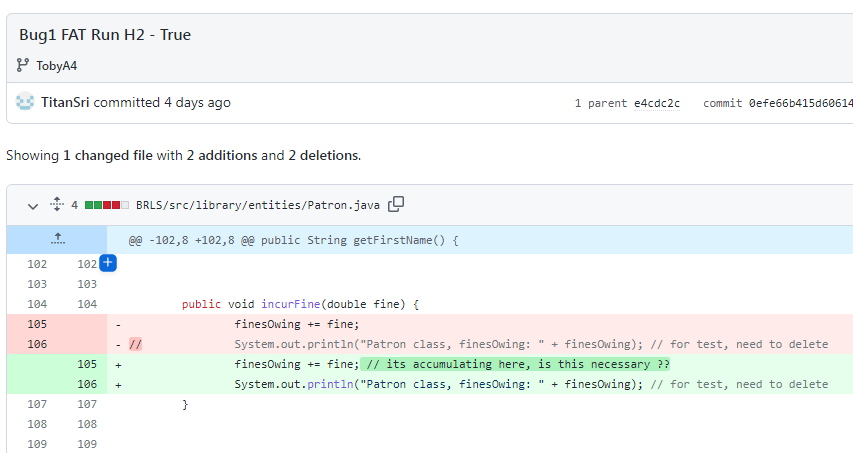 Bug1 FAT Run H2 - True
TobyA4
TitanSri committed 4 days ago 1 parent e4cdc2c commit 0efe66b415d60614
Showing 1 changed file with 2 additions and 2 deletions.
4 BRLS/src/library/entities/Patron.java
@@ -102,8 +102,8 @@ public String getFirstName() {
102 102 +
103 103
104 104 public void incurFine(double fine) {
105 - finesOwing += fine;
106 - // System.out.println("Patron class, finesOwing: " + finesOwing); // for test, need to delete
105 + finesOwing += fine; // its accumulating here, is this necessary ??
106 + System.out.println("Patron class, finesOwing: " + finesOwing); // for test, need to delete
107 107 }
108 108
109 109